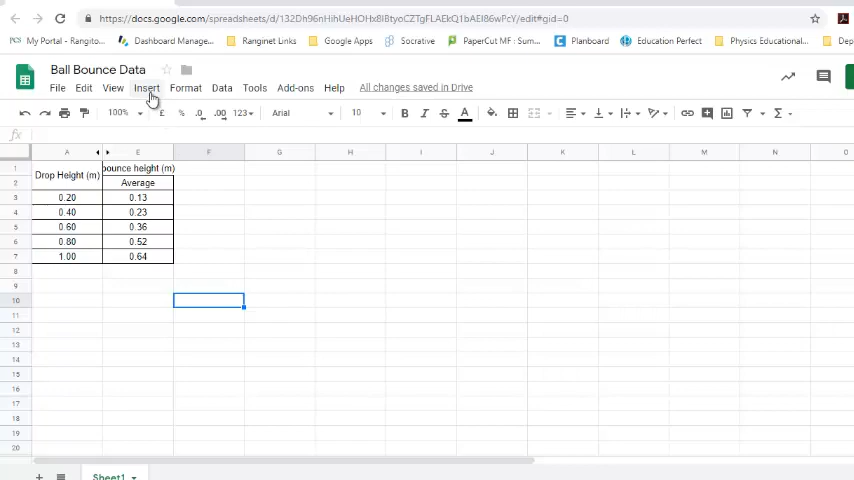 https://docs.google.com/spreadsheets/d/132Dh96nHihUeHOHx8IBtyoCZTgFLAEkQ1bAEI86wPcY/edit#gid=0
PCS My Portal - Rangito... Dashboard Manage... Ranginet Links Google Apps Socrative PaperCut MF : Sum... Planboard Education Perfect Physics Educational... Dep
Ball Bounce Data
File Edit View Insert Format Data Tools Add-ons Help All changes saved in Drive
100% £ % .0 .00 123 Arial 10 B I S A
fx
A E F G H I J K L M N O
1 bounce height (m)
Drop Height (m)
2 Average
3 0.20 0.13
4 0.40 0.23
5 0.60 0.36
6 0.80 0.52
7 1.00 0.64
8
9
10
11
12
13
14
15
16
17
18
19
20
Sheet1